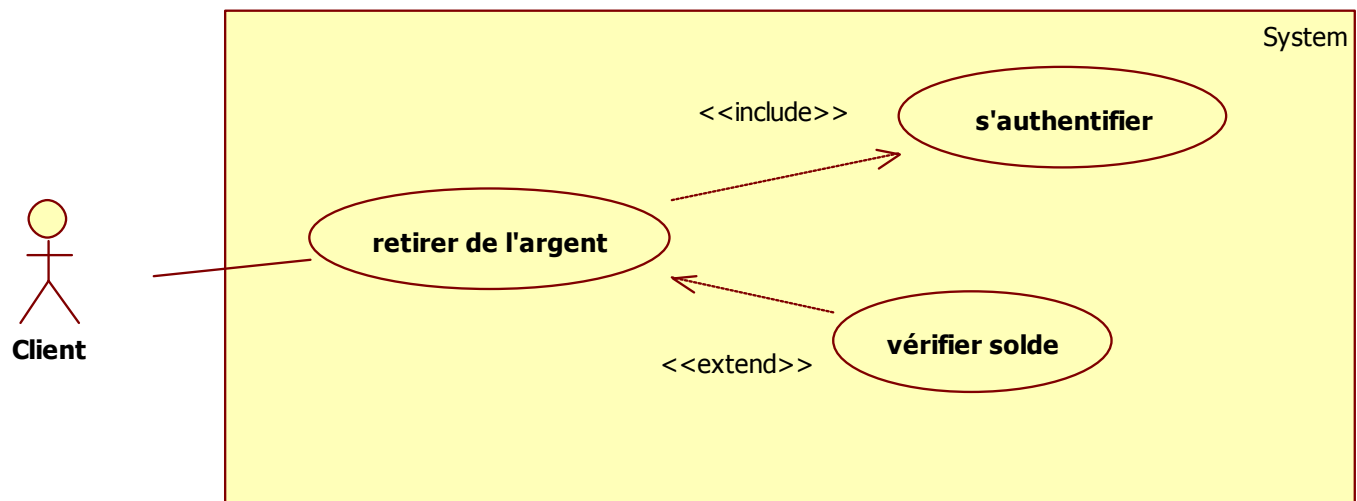 System
<<include>>
s'authentifier
retirer de l'argent
vérifier solde
Client
<<extend>>